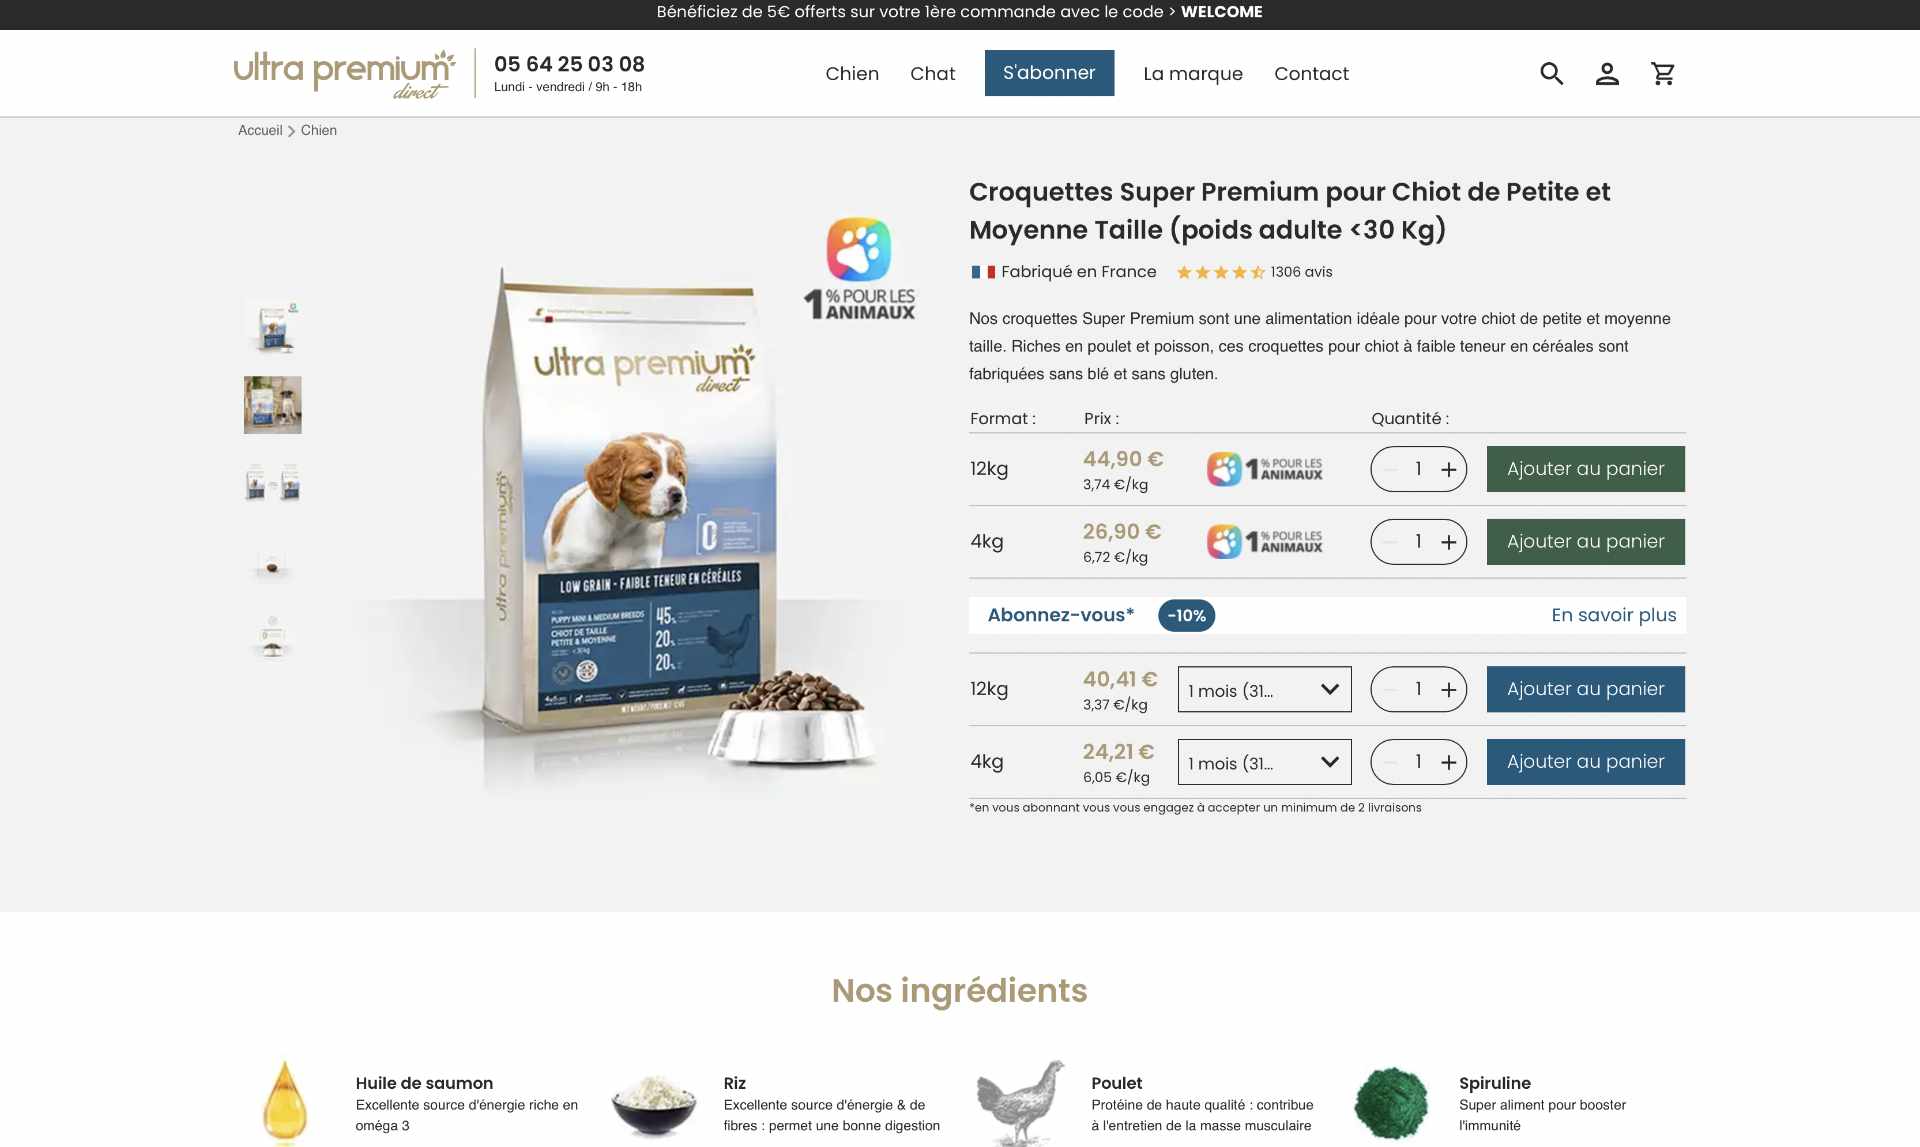 Bénéficiez de 5€ offerts sur votre 1ère commande avec le code > WELCOME
ultra premium
direct
05 64 25 03 08
Lundi - vendredi / 9h - 18h
Chien
Chat
S'abonner
La marque
Contact
Accueil > Chien
1% POUR LES
ANIMAUX
ultra premium
direct
ultra premium
direct
LOW GRAIN - FAIBLE TENEUR EN CÉRÉALES
PUPPY MINI & MEDIUM BREEDS
CHIOT DE TAILLE
PETITE & MOYENNE
< 30 kg
45%
20%
20%
0
Croquettes Super Premium pour Chiot de Petite et
Moyenne Taille (poids adulte <30 Kg)
Fabriqué en France
1306 avis
Nos croquettes Super Premium sont une alimentation idéale pour votre chiot de petite et moyenne
taille. Riches en poulet et poisson, ces croquettes pour chiot à faible teneur en céréales sont
fabriquées sans blé et sans gluten.
Format : Prix : Quantité :
12kg
44,90 €
3,74 €/kg
1% POUR LES
ANIMAUX
1 +
Ajouter au panier
4kg
26,90 €
6,72 €/kg
1% POUR LES
ANIMAUX
1 +
Ajouter au panier
Abonnez-vous* -10% En savoir plus
12kg
40,41 €
3,37 €/kg
1 mois (31...
1 +
Ajouter au panier
4kg
24,21 €
6,05 €/kg
1 mois (31...
1 +
Ajouter au panier
*en vous abonnant vous vous engagez à accepter un minimum de 2 livraisons
Nos ingrédients
Huile de saumon
Excellente source d'énergie riche en
oméga 3
Riz
Excellente source d'énergie & de
fibres : permet une bonne digestion
Poulet
Protéine de haute qualité : contribue
à l'entretien de la masse musculaire
Spiruline
Super aliment pour booster
l'immunité